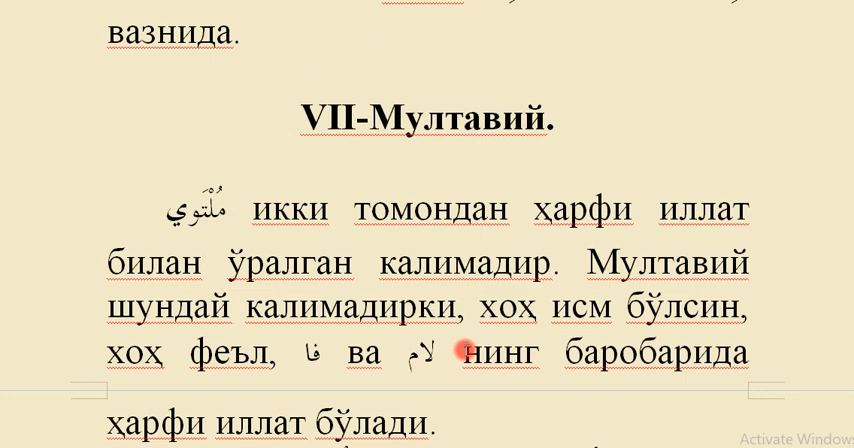 вазнида.
VII-Мултавий.
مُلْتَوي икки томондан ҳарфи иллат
билан ўралган калимадир. Мултавий
шундай калимадирки, хоҳ исм бўлсин,
хоҳ феъл, فا ва لام нинг баробарида
ҳарфи иллат бўлади.
Activate Windows